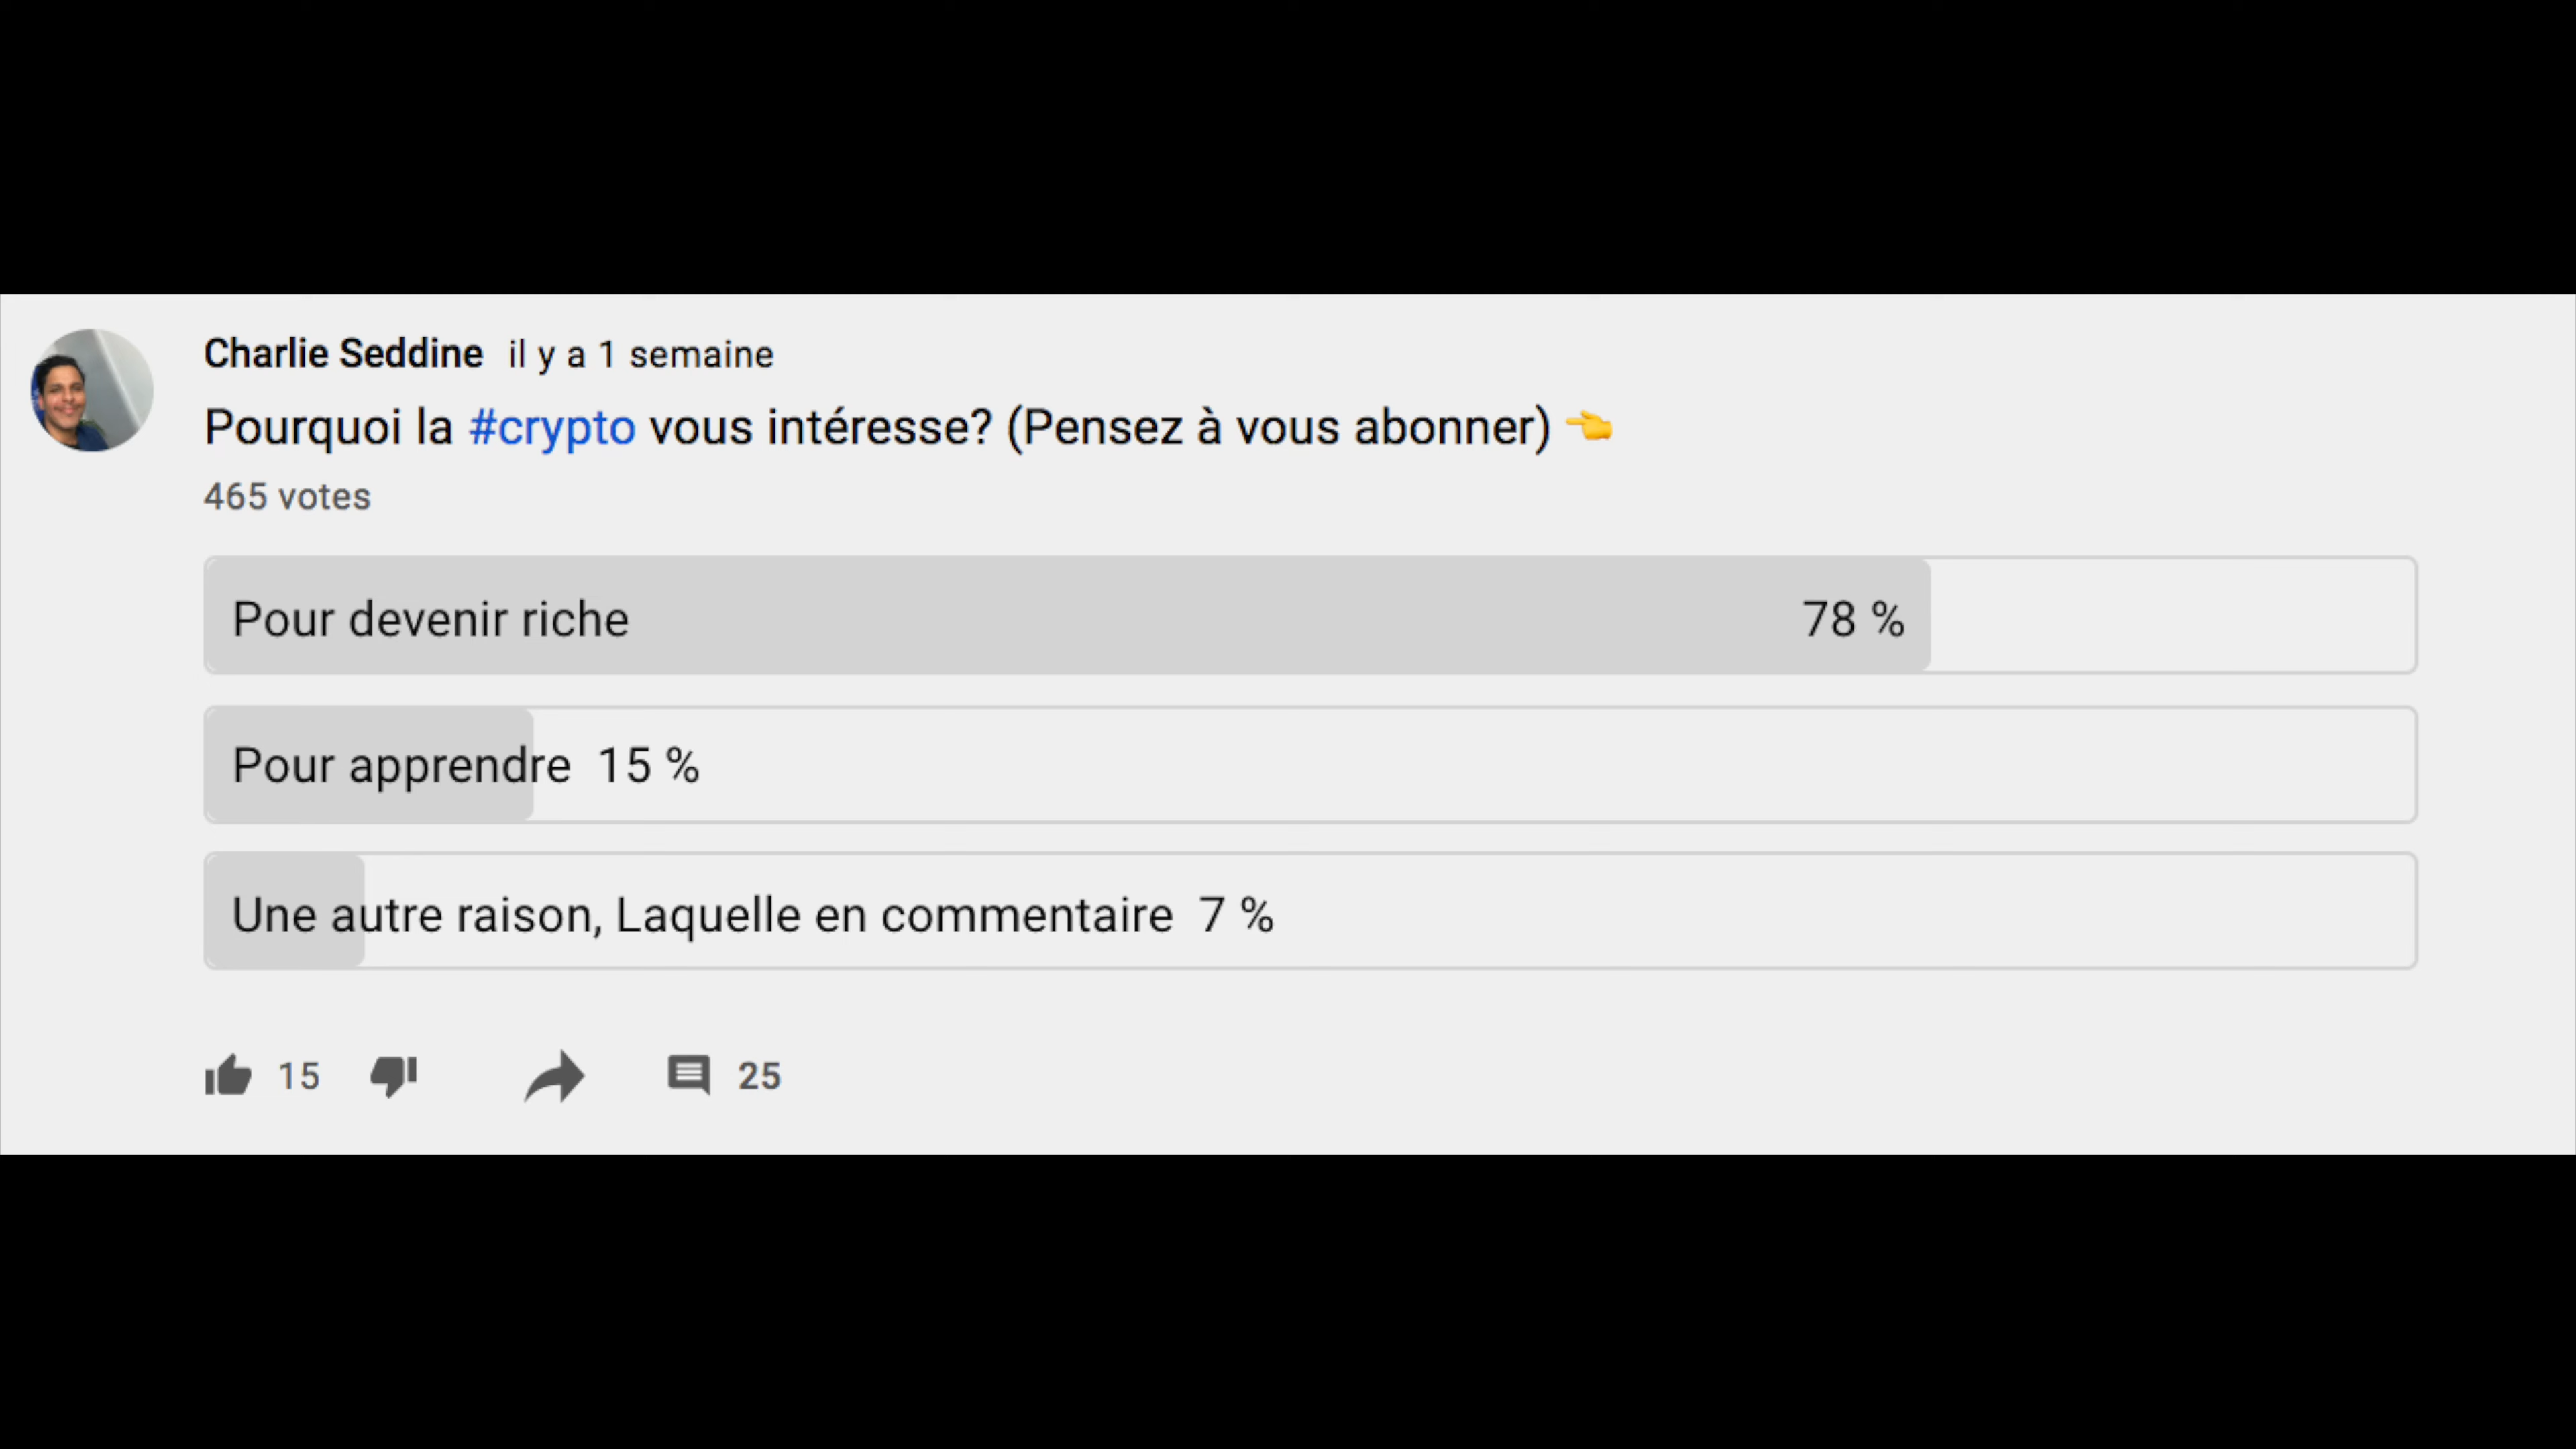 Charlie Seddine il y a 1 semaine
Pourquoi la #crypto vous intéresse? (Pensez à vous abonner) 👈
465 votes
Pour devenir riche 78 %
Pour apprendre 15 %
Une autre raison, Laquelle en commentaire 7 %
15 25